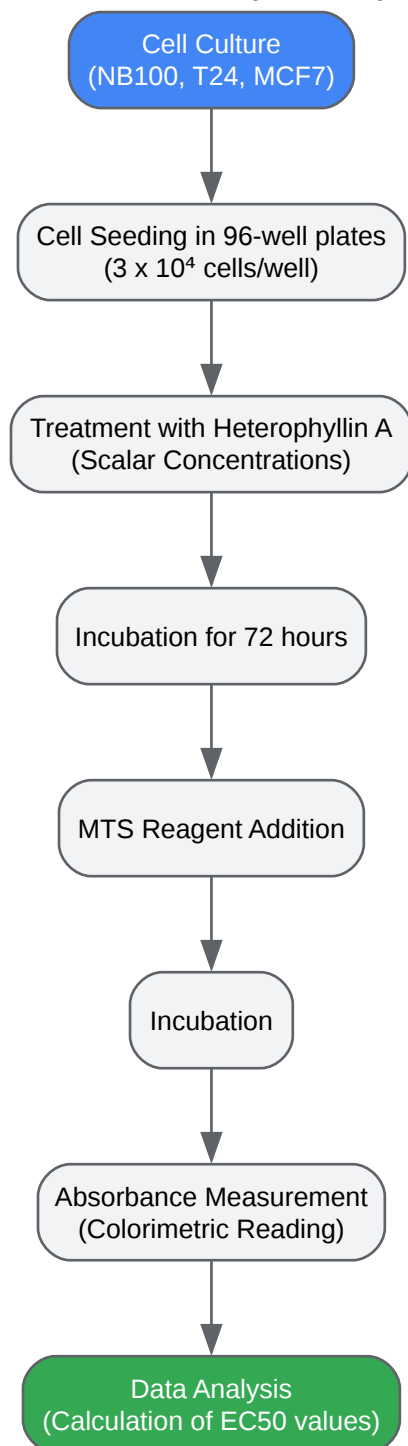 Cell Culture
(NB100, T24, MCF7)
Cell Seeding in 96-well plates
(3 x 10⁴ cells/well)
Treatment with Heterophyllin A
(Scalar Concentrations)
Incubation for 72 hours
MTS Reagent Addition
Incubation
Absorbance Measurement
(Colorimetric Reading)
Data Analysis
(Calculation of EC50 values)